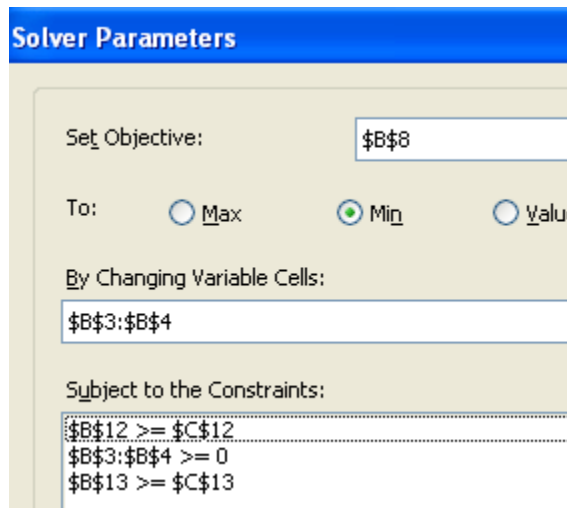 Solver Parameters
Set Objective: $B$8
To: Max Min Valu
By Changing Variable Cells:
$B$3:$B$4
Subject to the Constraints:
$B$12 >= $C$12
$B$3:$B$4 >= 0
$B$13 >= $C$13